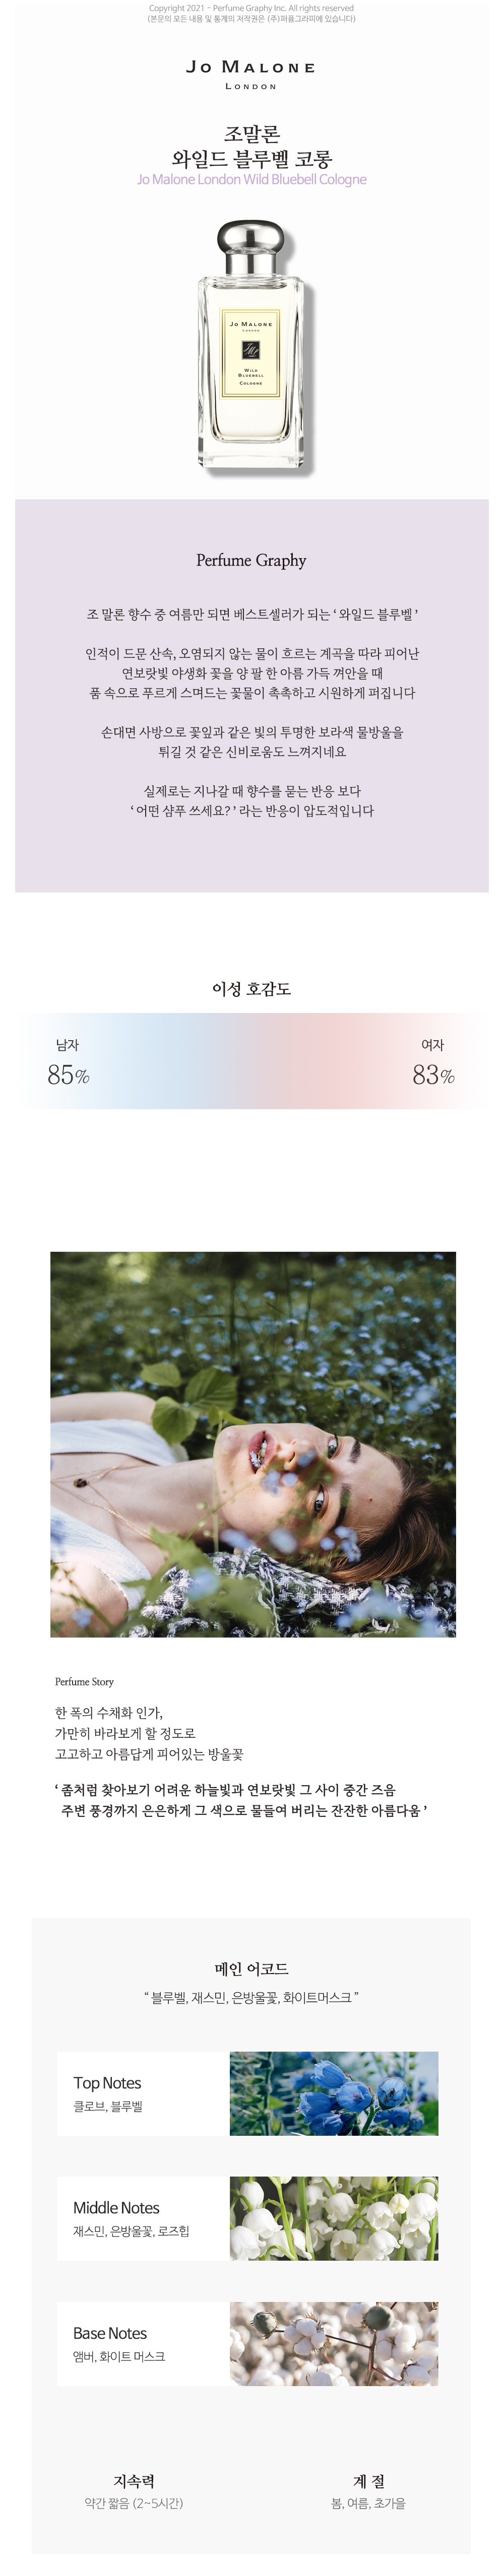 Copyright 2021 - Perfume Graphy Inc. All rights reserved
(본문의 모든 내용 및 통계의 저작권은 (주)퍼퓸그라피에 있습니다)
JO MALONE
LONDON
조말론
와일드 블루벨 코롱
Jo Malone London Wild Bluebell Cologne
JO MALONE
LONDON
WILD
BLUEBELL
COLOGNE
Perfume Graphy
조 말론 향수 중 여름만 되면 베스트셀러가 되는 ‘ 와일드 블루벨 ’
인적이 드문 산속, 오염되지 않는 물이 흐르는 계곡을 따라 피어난
연보랏빛 야생화 꽃을 양 팔 한 아름 가득 껴안을 때
품 속으로 푸르게 스며드는 꽃물이 촉촉하고 시원하게 퍼집니다
손대면 사방으로 꽃잎과 같은 빛의 투명한 보라색 물방울을
튀길 것 같은 신비로움도 느껴지네요
실제로는 지나갈 때 향수를 묻는 반응 보다
‘ 어떤 샴푸 쓰세요? ’ 라는 반응이 압도적입니다
이성 호감도
남자
여자
85%
83%
Perfume Story
한 폭의 수채화 인가,
가만히 바라보게 할 정도로
고고하고 아름답게 피어있는 방울꽃
‘ 좀처럼 찾아보기 어려운 하늘빛과 연보랏빛 그 사이 중간 즈음
주변 풍경까지 은은하게 그 색으로 물들여 버리는 잔잔한 아름다움 ’
메인 어코드
“ 블루벨, 재스민, 은방울꽃, 화이트머스크 ”
Top Notes
클로브, 블루벨
Middle Notes
재스민, 은방울꽃, 로즈힙
Base Notes
앰버, 화이트 머스크
지속력
계 절
약간 짧음 (2~5시간)
봄, 여름, 초가을